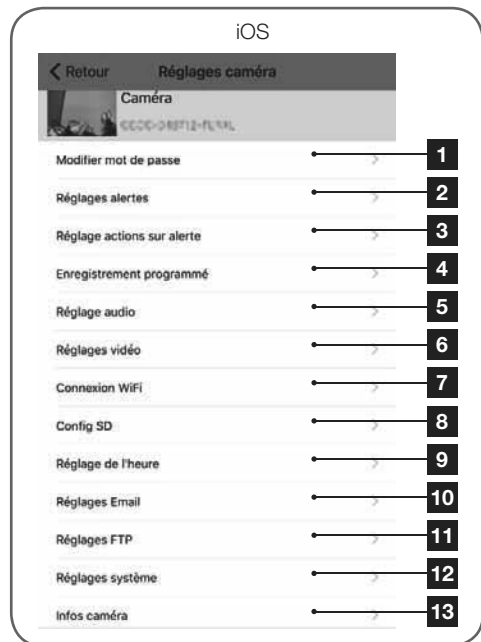 iOS
Retour Réglages caméra
Caméra
Modifier mot de passe 1
Réglages alertes 2
Réglage actions sur alerte 3
Enregistrement programmé 4
Réglage audio 5
Réglages vidéo 6
Connexion WiFi 7
Config SD 8
Réglage de l'heure 9
Réglages Email 10
Réglages FTP 11
Réglages système 12
Infos caméra 13